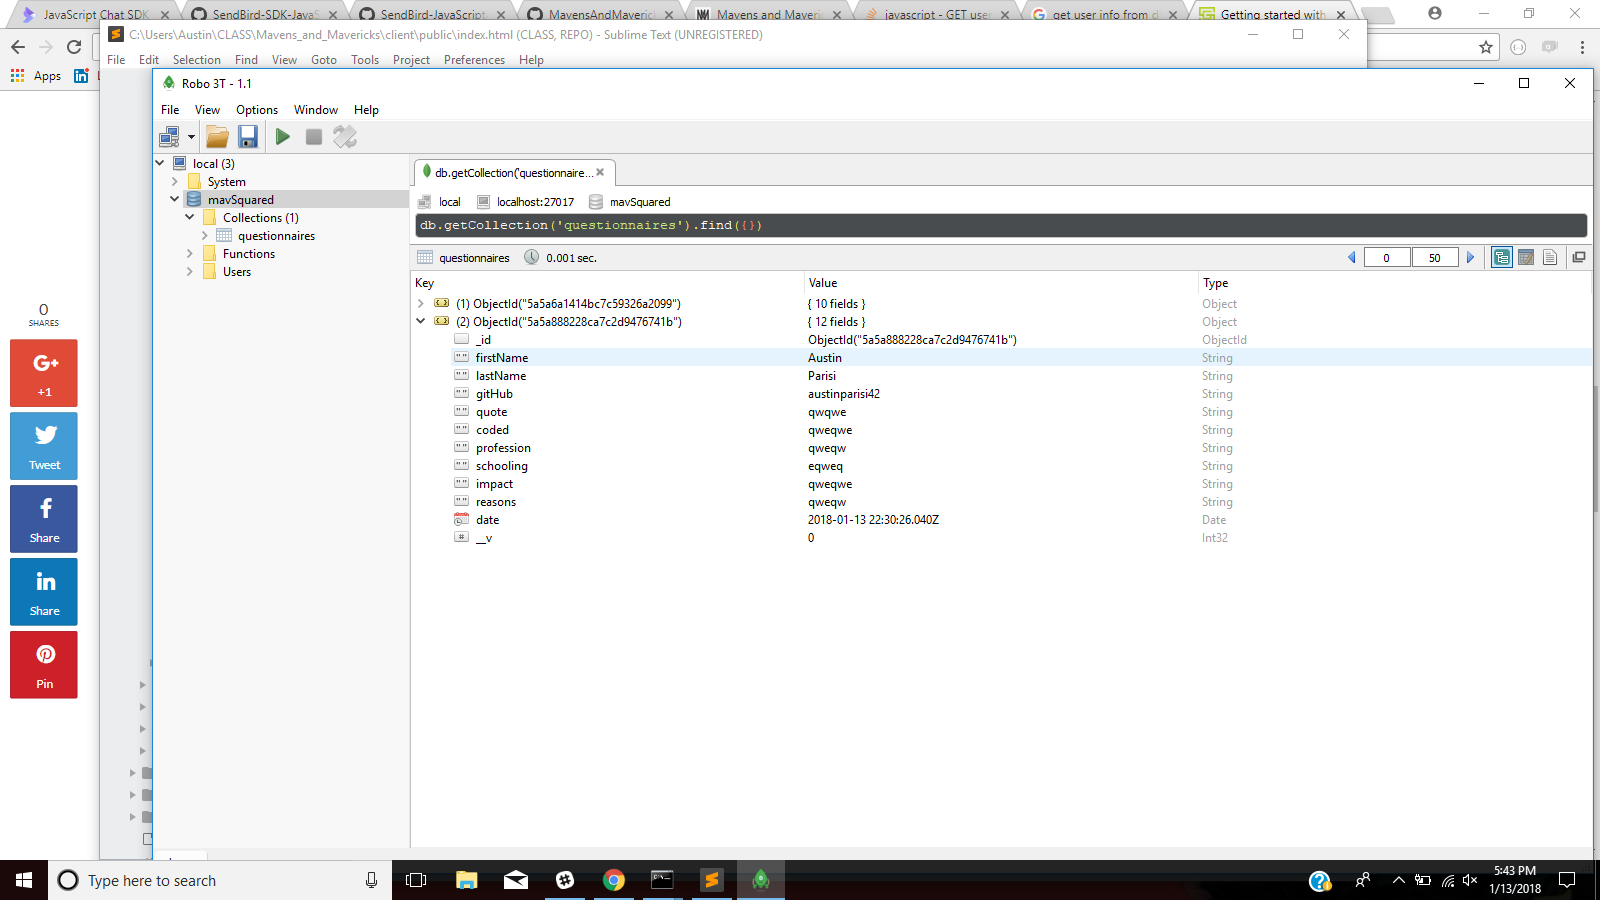 JavaScript Chat SDK
SendBird-SDK-JavaS
SendBird-JavaScript
MavensAndMaverick
Mavens and Maveric
javascript - GET user
get user info from cl
Getting started with
C:\Users\Austin\CLASS\Mavens_and_Mavericks\client\public\index.html (CLASS, REPO) - Sublime Text (UNREGISTERED)
File Edit Selection Find View Goto Tools Project Preferences Help
Apps
Robo 3T - 1.1
File View Options Window Help
local (3)
System
mavSquared
Collections (1)
questionnaires
Functions
Users
db.getCollection('questionnaire...
local localhost:27017 mavSquared
db.getCollection('questionnaires').find({})
questionnaires 0.001 sec. 0 50
Key Value Type
(1) ObjectId("5a5a6a1414bc7c59326a2099") { 10 fields } Object
(2) ObjectId("5a5a888228ca7c2d9476741b") { 12 fields } Object
_id ObjectId("5a5a888228ca7c2d9476741b") ObjectId
firstName Austin String
lastName Parisi String
gitHub austinparisi42 String
quote qwqwe String
coded qweqwe String
profession qweqw String
schooling eqweq String
impact qweqwe String
reasons qweqw String
date 2018-01-13 22:30:26.040Z Date
__v 0 Int32
0
SHARES
G+
+1
Tweet
Share
in
Share
Pin
Type here to search
5:43 PM
1/13/2018